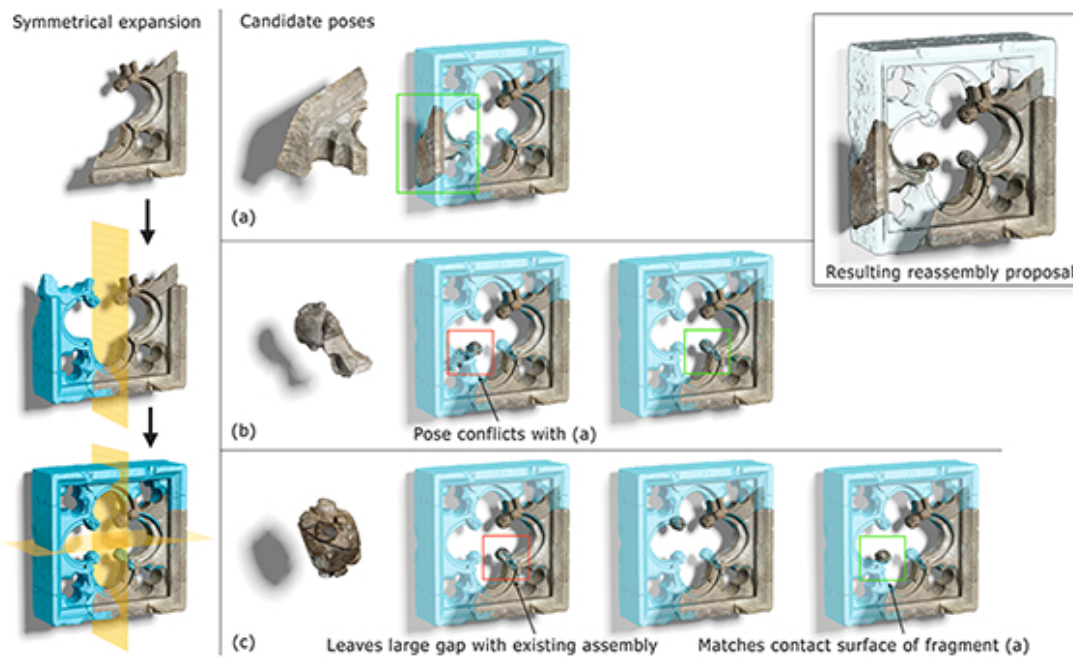 Symmetrical expansion
Candidate poses
(a)
Resulting reassembly proposal
(b)
Pose conflicts with (a)
(c)
Leaves large gap with existing assembly
Matches contact surface of fragment (a)